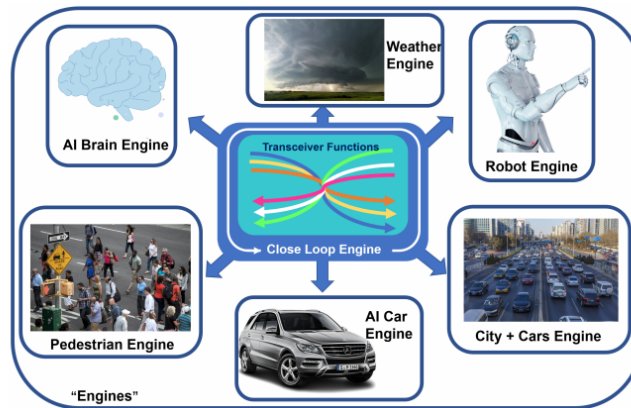 Weather
Engine
AI Brain Engine
Robot Engine
Transceiver Functions
Close Loop Engine
Pedestrian Engine
AI Car
Engine
City + Cars Engine
“Engines”